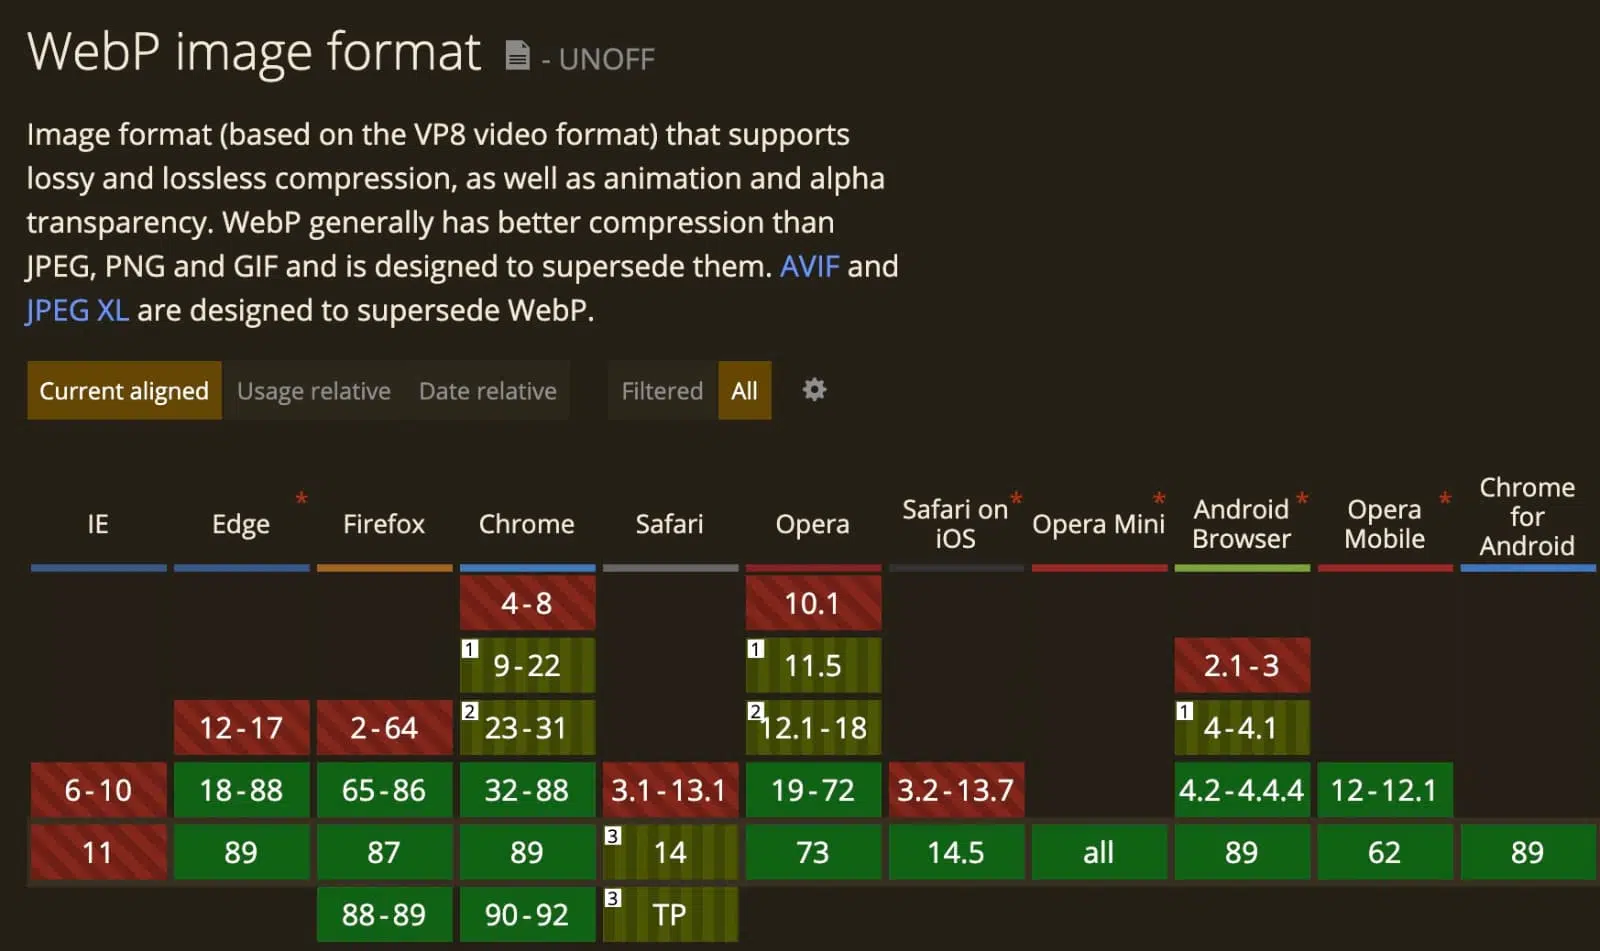 WebP image format - UNOFF
Image format (based on the VP8 video format) that supports
lossy and lossless compression, as well as animation and alpha
transparency. WebP generally has better compression than
JPEG, PNG and GIF and is designed to supersede them. AVIF and
JPEG XL are designed to supersede WebP.
Current aligned Usage relative Date relative Filtered All
IE
Edge *
Firefox
Chrome
Safari
Opera
Safari on *
iOS
Opera Mini *
Android *
Browser
Opera *
Mobile
Chrome
for
Android
4-8 10.1
1 9-22 1 11.5 2.1-3
12-17 2-64 2 23-31 2 12.1-18 1 4-4.1
6-10 18-88 65-86 32-88 3.1-13.1 19-72 3.2-13.7 4.2-4.4.4 12-12.1
11 89 87 89 3 14 73 14.5 all 89 62 89
88-89 90-92 3 TP